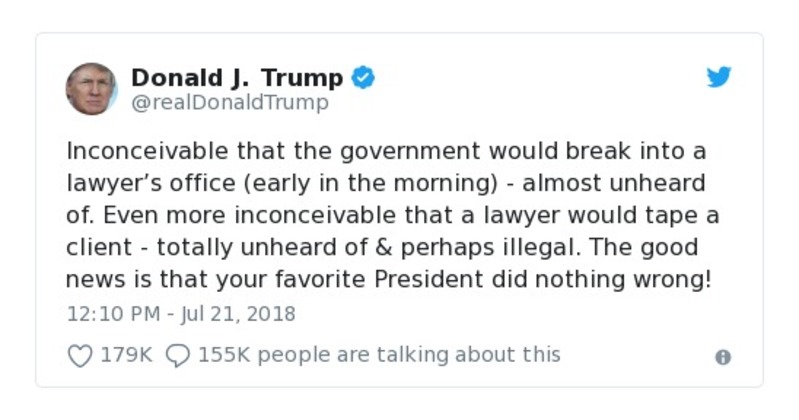 Donald J. Trump
@realDonaldTrump
Inconceivable that the government would break into a
lawyer’s office (early in the morning) - almost unheard
of. Even more inconceivable that a lawyer would tape a
client - totally unheard of & perhaps illegal. The good
news is that your favorite President did nothing wrong!
12:10 PM - Jul 21, 2018
179K 155K people are talking about this